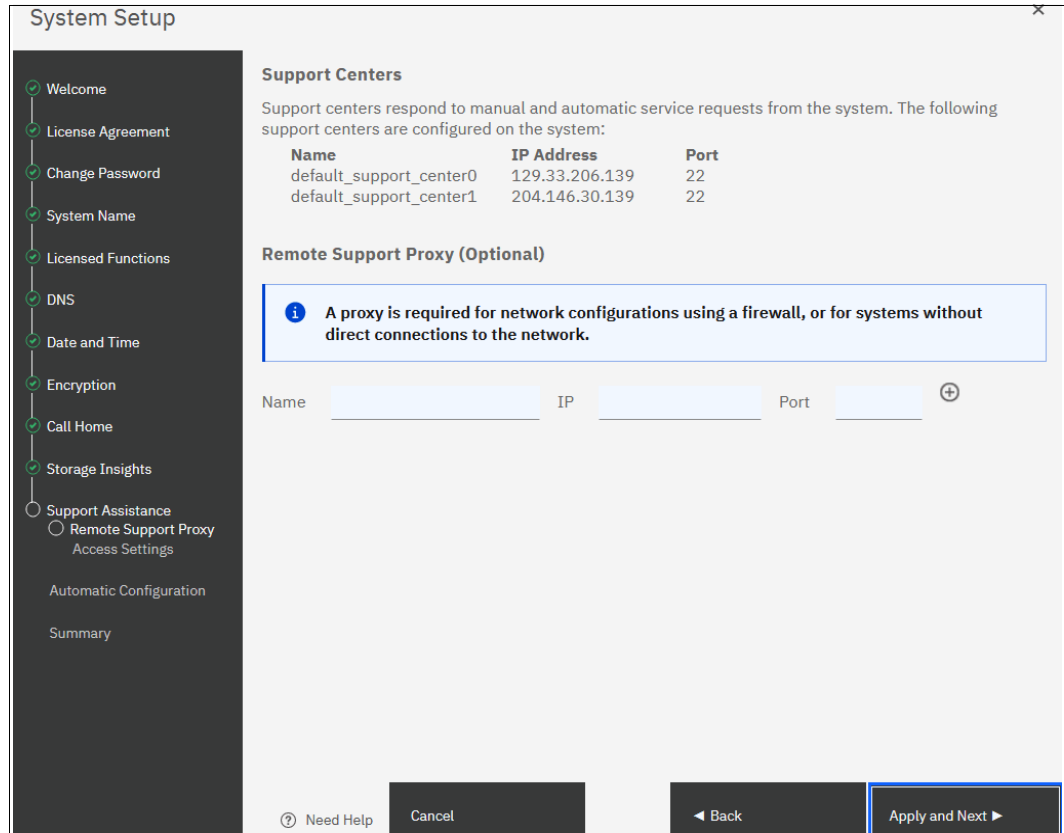 System Setup
×
Welcome
License Agreement
Change Password
System Name
Licensed Functions
DNS
Date and Time
Encryption
Call Home
Storage Insights
Support Assistance
Remote Support Proxy
Access Settings
Automatic Configuration
Summary
Support Centers
Support centers respond to manual and automatic service requests from the system. The following
support centers are configured on the system:
Name IP Address Port
default_support_center0 129.33.206.139 22
default_support_center1 204.146.30.139 22
Remote Support Proxy (Optional)
A proxy is required for network configurations using a firewall, or for systems without
direct connections to the network.
Name IP Port
Need Help Cancel ◄ Back Apply and Next ►